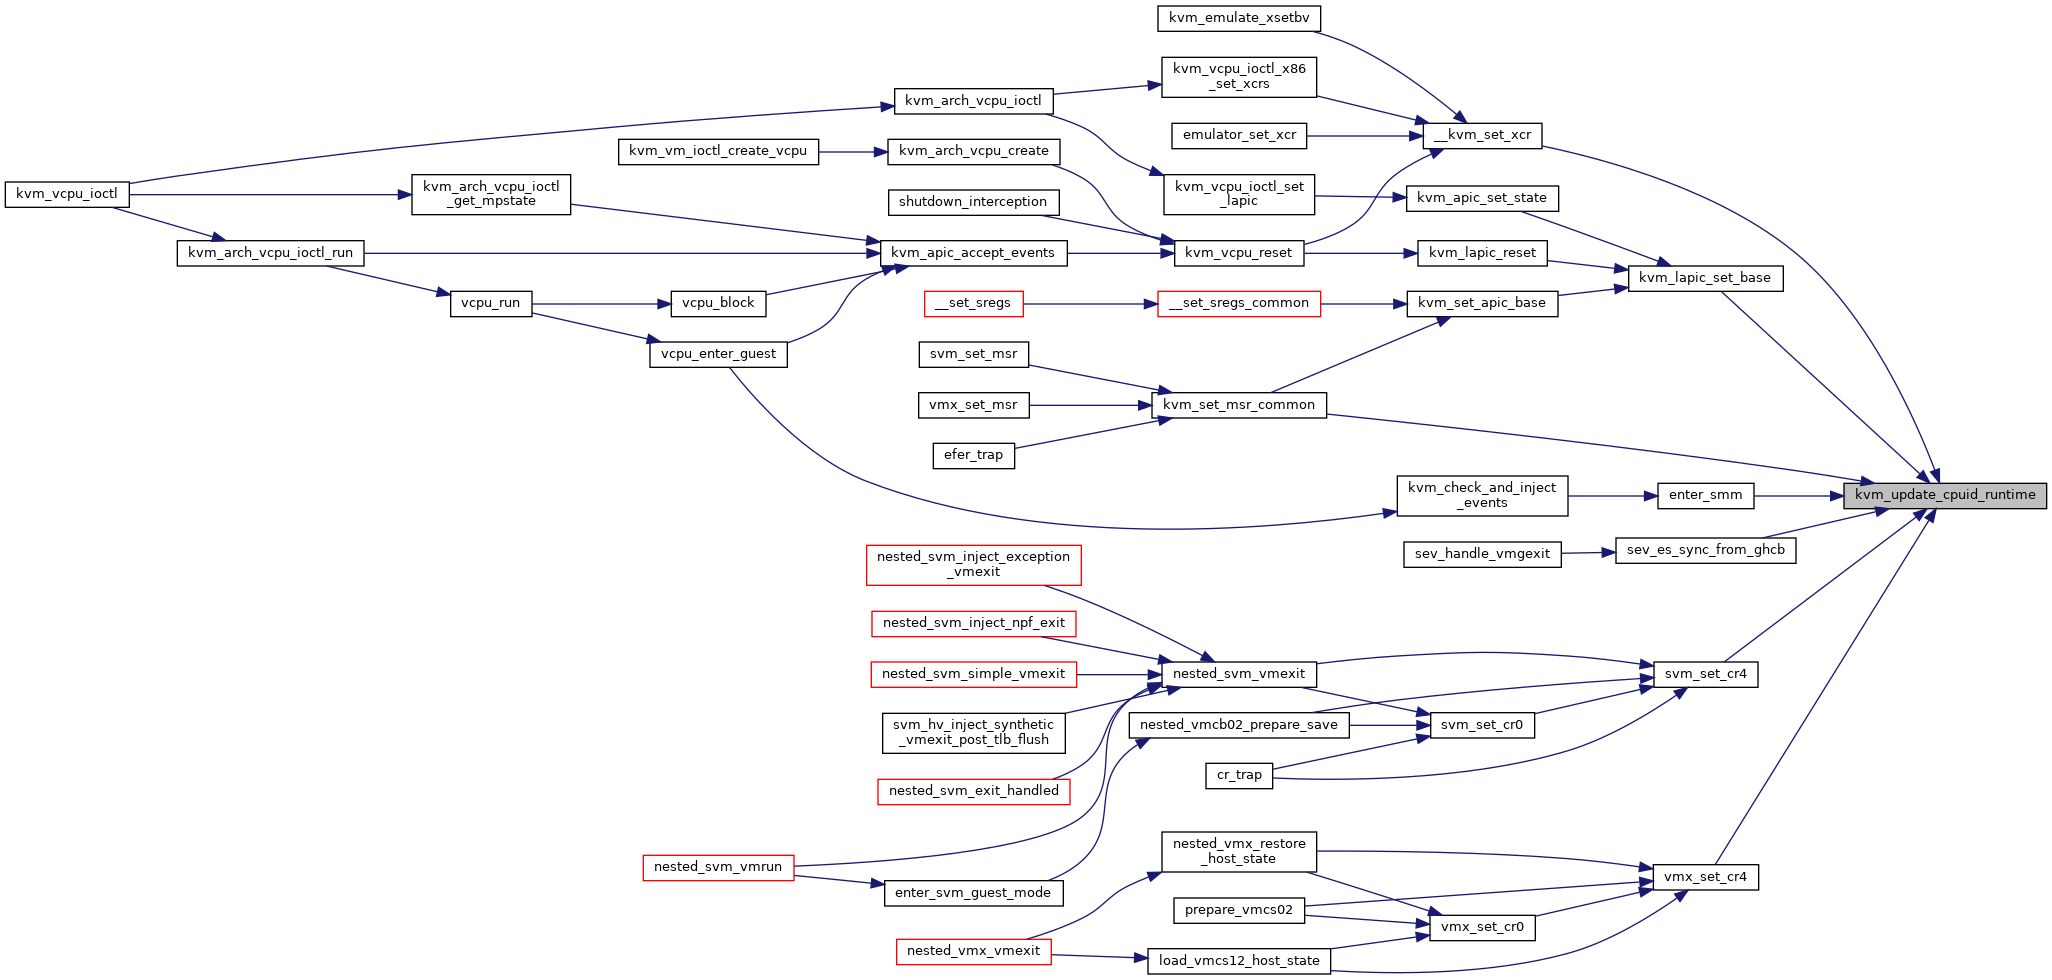 kvm_emulate_xsetbv
kvm_vcpu_ioctl_x86
_set_xcrs
kvm_arch_vcpu_ioctl
emulator_set_xcr
__kvm_set_xcr
kvm_vm_ioctl_create_vcpu
kvm_arch_vcpu_create
kvm_vcpu_ioctl
kvm_arch_vcpu_ioctl
_get_mpstate
shutdown_interception
kvm_vcpu_ioctl_set
_lapic
kvm_apic_set_state
kvm_arch_vcpu_ioctl_run
kvm_apic_accept_events
kvm_vcpu_reset
kvm_lapic_reset
kvm_lapic_set_base
vcpu_run
vcpu_block
__set_sregs
__set_sregs_common
kvm_set_apic_base
vcpu_enter_guest
svm_set_msr
vmx_set_msr
kvm_set_msr_common
efer_trap
kvm_check_and_inject
_events
enter_smm
kvm_update_cpuid_runtime
sev_handle_vmgexit
sev_es_sync_from_ghcb
nested_svm_inject_exception
_vmexit
nested_svm_inject_npf_exit
nested_svm_simple_vmexit
nested_svm_vmexit
svm_set_cr4
svm_hv_inject_synthetic
_vmexit_post_tlb_flush
nested_vmcb02_prepare_save
svm_set_cr0
cr_trap
nested_svm_exit_handled
nested_svm_vmrun
enter_svm_guest_mode
nested_vmx_restore
_host_state
vmx_set_cr4
prepare_vmcs02
vmx_set_cr0
nested_vmx_vmexit
load_vmcs12_host_state